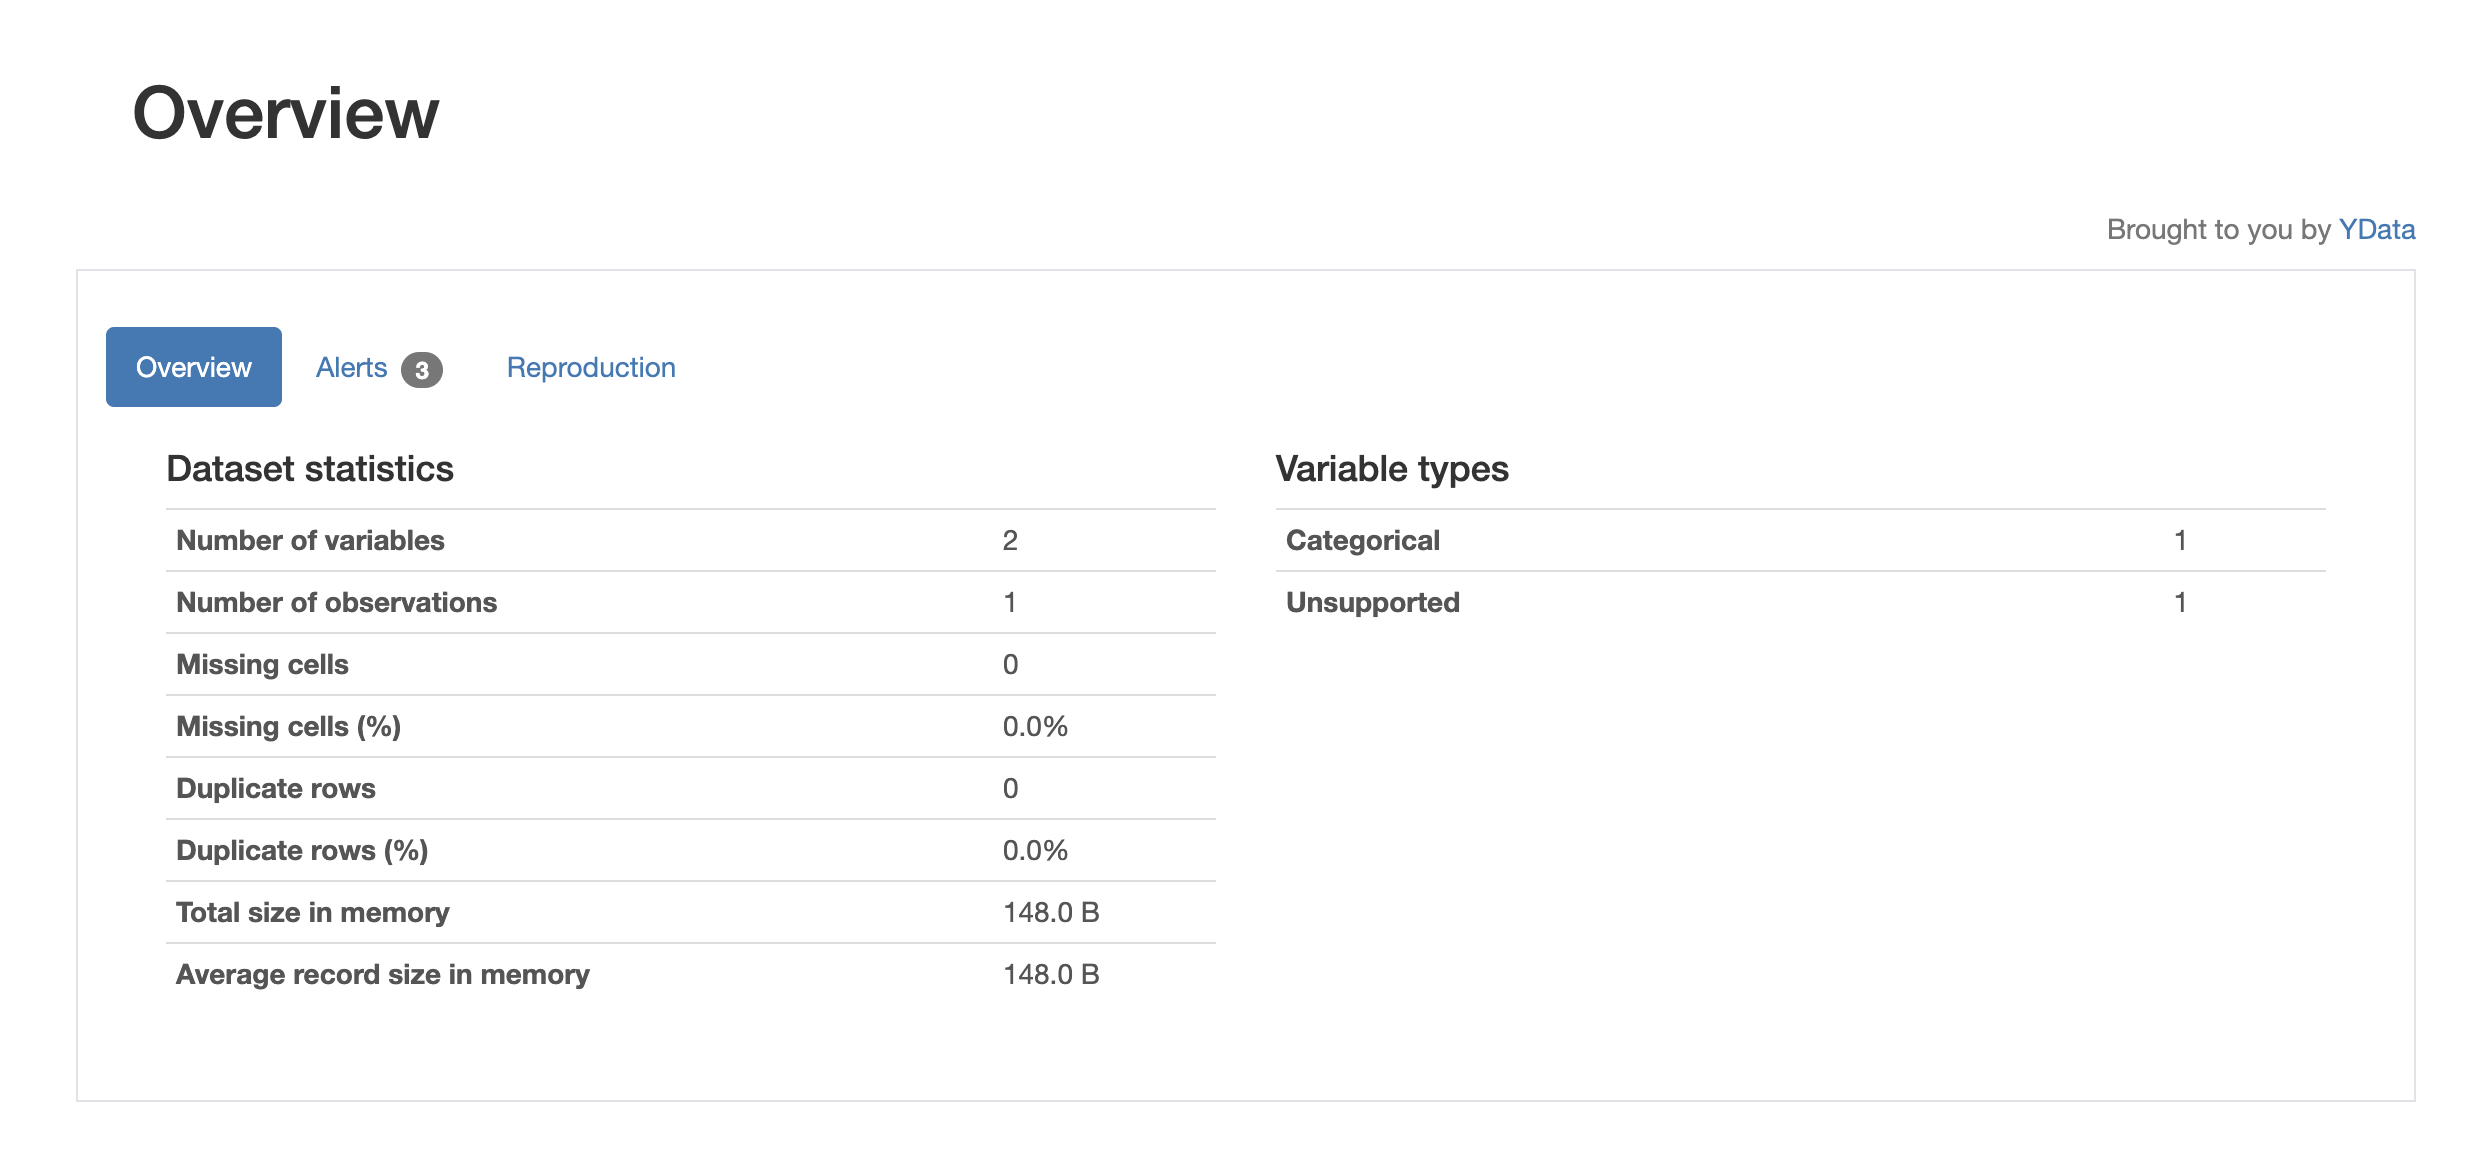 Overview
Brought to you by YData
Overview Alerts 3 Reproduction
Dataset statistics
Number of variables 2
Number of observations 1
Missing cells 0
Missing cells (%) 0.0%
Duplicate rows 0
Duplicate rows (%) 0.0%
Total size in memory 148.0 B
Average record size in memory 148.0 B
Variable types
Categorical 1
Unsupported 1